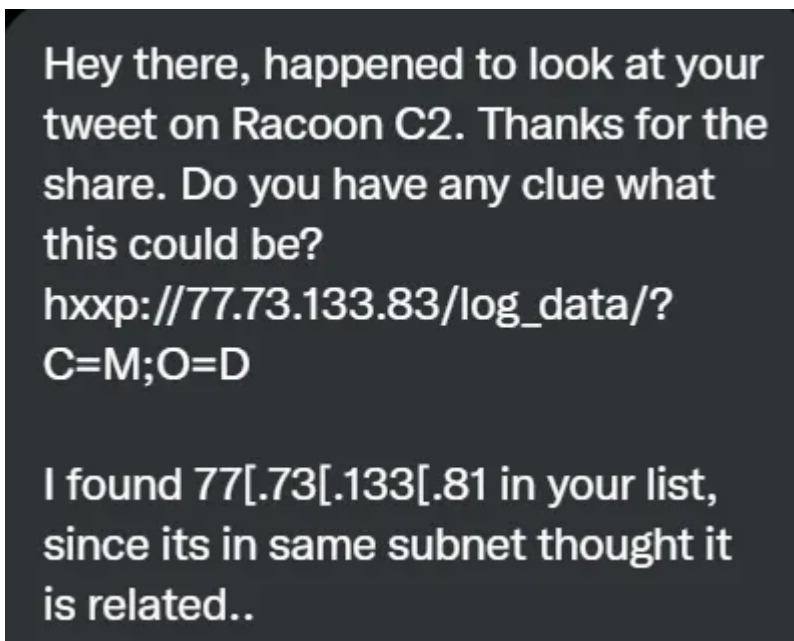 Hey there, happened to look at your
tweet on Racoon C2. Thanks for the
share. Do you have any clue what
this could be?
hxxp://77.73.133.83/log_data/?
C=M;O=D
I found 77[.73[.133[.81 in your list,
since its in same subnet thought it
is related..